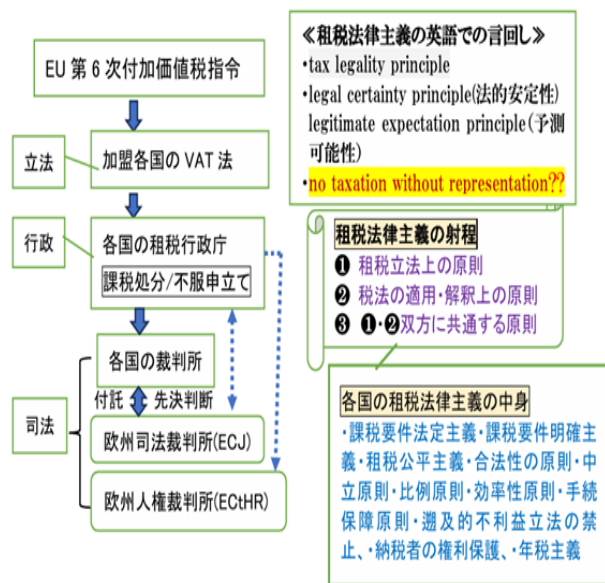 EU 第6次付加価値税指令
立法
加盟各国の VAT 法
行政
各国の租税行政庁
課税処分/不服申立て
各国の裁判所
付託
先決判断
司法
欧州司法裁判所(ECJ)
欧州人権裁判所(ECtHR)
≪租税法律主義の英語での言回し≫
・tax legality principle
・legal certainty principle(法的安定性)
legitimate expectation principle(予測
可能性)
・no taxation without representation??
租税法律主義の射程
❶ 租税立法上の原則
❷ 税法の適用・解釈上の原則
❸ ❶・❷双方に共通する原則
各国の租税法律主義の中身
・課税要件法定主義・課税要件明確主
義・租税公平主義・合法性の原則・中
立原則・比例原則・効率性原則・手続
保障原則・遡及的不利益立法の禁
止、・納税者の権利保護、・年税主義